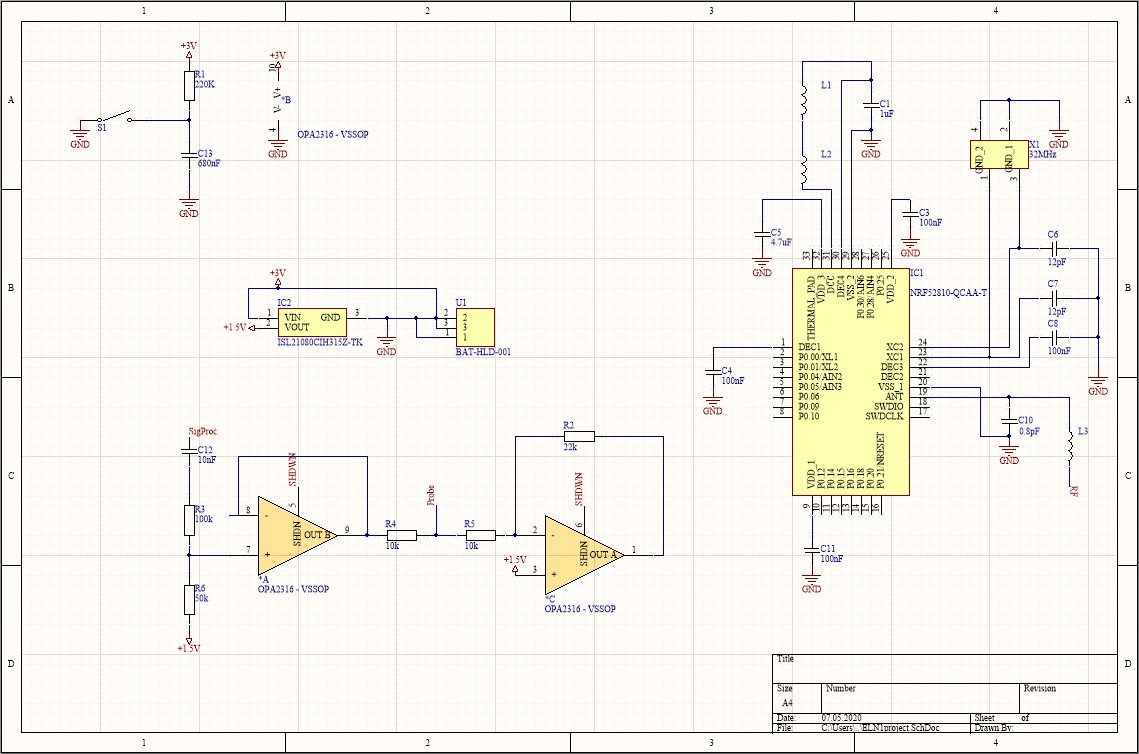 1 2 3 4
A
B
C
D
A
B
C
D
1 2 3 4
+3V
R1
220K
S1
GND
C13
680nF
GND
+3V
10
V+
*B
V-
4
GND
OPA2316 - VSSOP
+3V
IC2
1 VIN GND 3
+1.5V 2 VOUT
ISL21080CIH315Z-TK
GND
U1
2 2
3 3
1 1
BAT-HLD-001
SigProc
C12
10nF
R3
100k
R6
50k
+1.5V
SHDWN
8 -
5
SHDN
OUT B 9
7 +
*A
OPA2316 - VSSOP
R4
10k
Probe
R5
10k
R2
22k
SHDWN
2 -
6
SHDN
OUT A 1
+1.5V
3 +
*C
OPA2316 - VSSOP
L1
L2
C1
1uF
GND
C5
4.7uF
GND
C3
100nF
GND
4 2
GND_2 GND_1
1 3
X1
32MHz
GND
C6
12pF
C7
12pF
C8
100nF
GND
33 32 31 30 29 28 27 26 25
THERMAL_PAD
VDD_3
DCC
DEC4
VSS_2
P0.30/AIN6
P0.28/AIN4
P0.25
VDD_2
IC1
NRF52810-QCAA-T
1 DEC1
2 P0.00/XL1
3 P0.01/XL2
4 P0.04/AIN2
5 P0.05/AIN3
6 P0.06
7 P0.09
8 P0.10
XC2 24
XC1 23
DEC3 22
DEC2 21
VSS_1 20
ANT 19
SWDIO 18
SWDCLK 17
VDD_1
P0.12
P0.14
P0.15
P0.16
P0.18
P0.20
P0.21/NRESET
9 10 11 12 13 14 15 16
C4
100nF
GND
C11
100nF
GND
C10
0.8pF
GND
L3
RF
Title
Size Number Revision
A4
Date: 07.05.2020 Sheet of
File: C:\Users\..\ELN1project.SchDoc Drawn By: